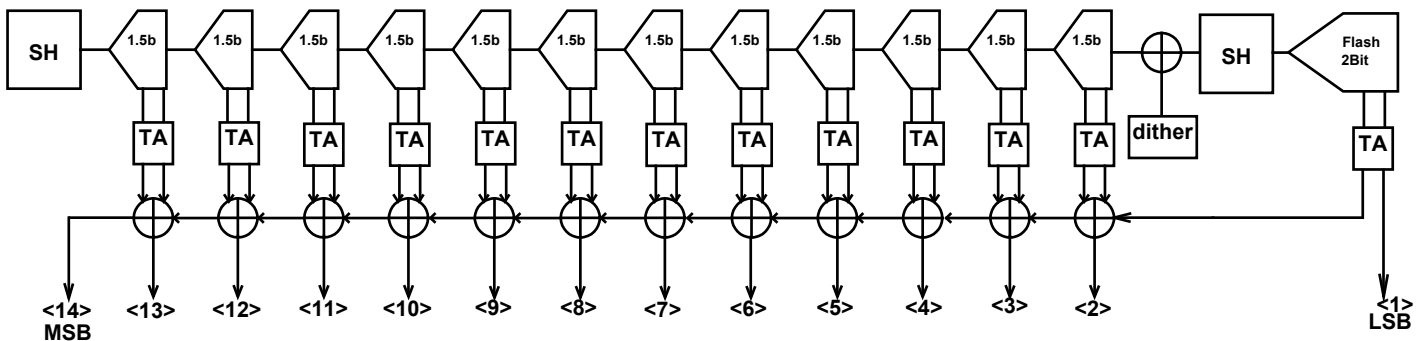 SH
1.5b
1.5b
1.5b
1.5b
1.5b
1.5b
1.5b
1.5b
1.5b
1.5b
1.5b
1.5b
SH
Flash
2Bit
TA
TA
TA
TA
TA
TA
TA
TA
TA
TA
TA
TA
dither
TA
<14>
MSB
<13>
<12>
<11>
<10>
<9>
<8>
<7>
<6>
<5>
<4>
<3>
<2>
<1>
LSB